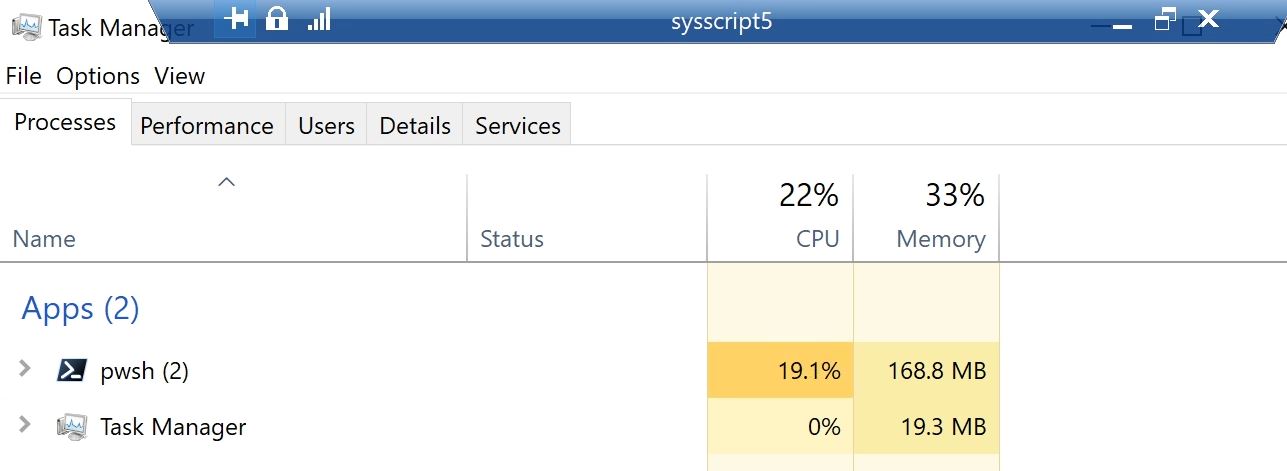 Task Manager
sysscript5
File Options View
Processes Performance Users Details Services
22% 33%
Name Status CPU Memory
Apps (2)
pwsh (2) 19.1% 168.8 MB
Task Manager 0% 19.3 MB